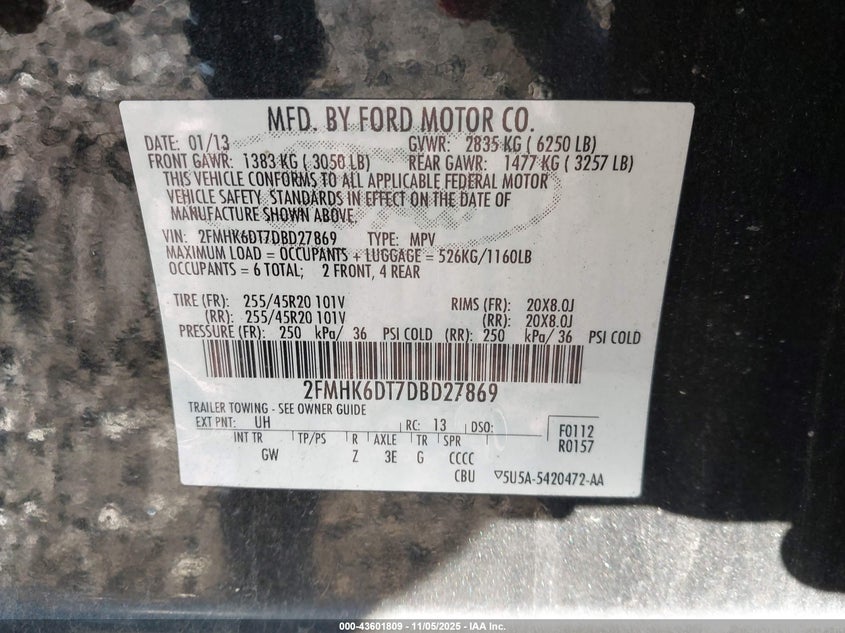 MFD. BY FORD MOTOR CO.
DATE: 01/13 GVWR: 2835 KG ( 6250 LB)
FRONT GAWR: 1383 KG ( 3050 LB) REAR GAWR: 1477 KG ( 3257 LB)
THIS VEHICLE CONFORMS TO ALL APPLICABLE FEDERAL MOTOR
VEHICLE SAFETY STANDARDS IN EFFECT ON THE DATE OF
MANUFACTURE SHOWN ABOVE.
VIN: 2FMHK6DT7DBD27869 TYPE: MPV
MAXIMUM LOAD = OCCUPANTS + LUGGAGE = 526KG/1160LB
OCCUPANTS = 6 TOTAL; 2 FRONT, 4 REAR
TIRE (FR): 255/45R20 101V RIMS (FR): 20X8.0J
(RR): 255/45R20 101V (RR): 20X8.0J
PRESSURE (FR): 250 kPa/ 36 PSI COLD (RR): 250 kPa/ 36 PSI COLD
2FMHK6DT7DBD27869
TRAILER TOWING - SEE OWNER GUIDE
EXT PNT: UH RC: 13 DSO:
F0112
R0157
INT TR TP/PS R AXLE TR SPR
GW Z 3E G CCCC
CBU ▽5U5A-5420472-AA
000-43601809 - 11/05/2025 - IAA Inc.